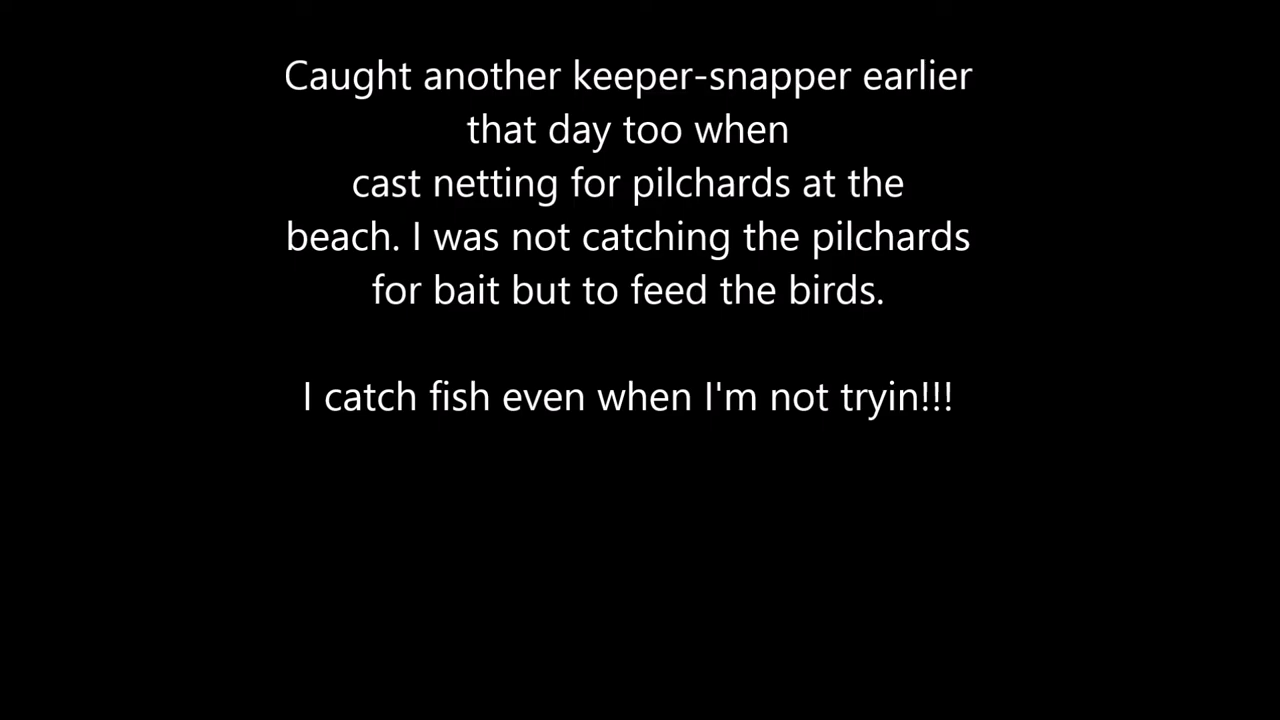 Caught another keeper-snapper earlier
that day too when
cast netting for pilchards at the
beach. I was not catching the pilchards
for bait but to feed the birds.
I catch fish even when I'm not tryin!!!